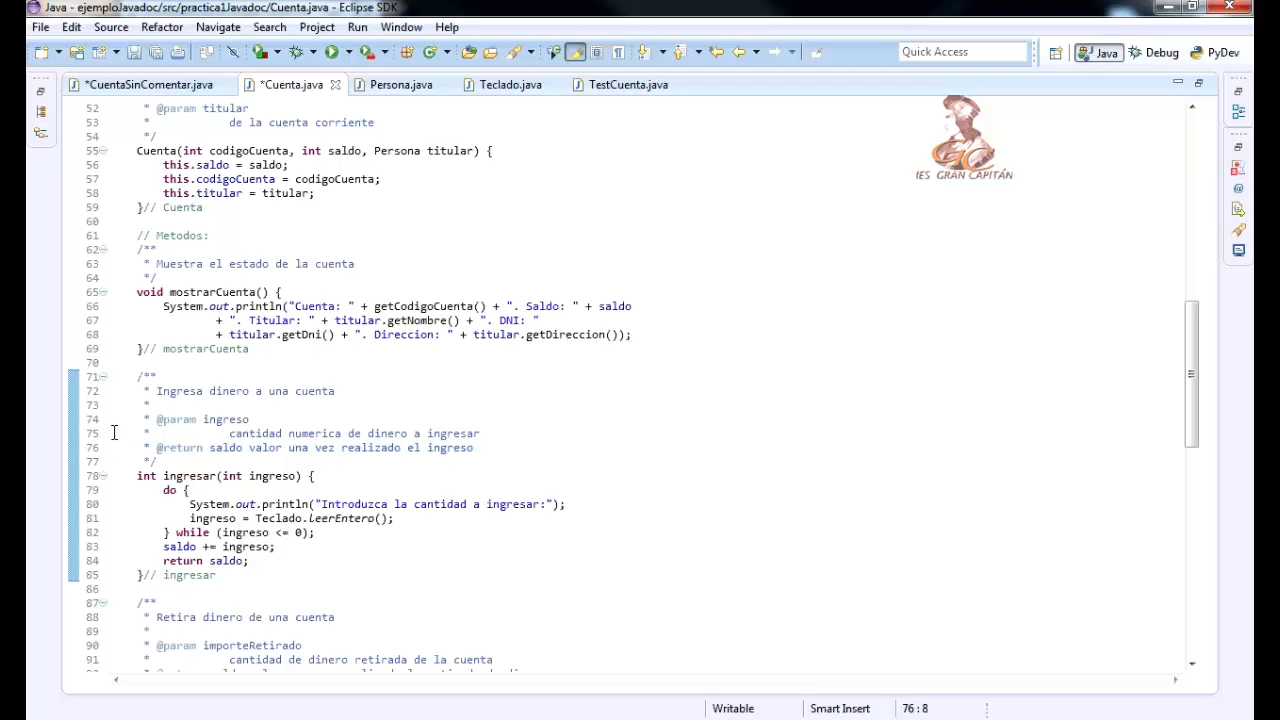 Java - ejemploJavadoc/src/practica1Javadoc/Cuenta.java - Eclipse SDK
File Edit Source Refactor Navigate Search Project Run Window Help
Quick Access
Java
Debug
PyDev
*CuentaSinComentar.java
*Cuenta.java
Persona.java
Teclado.java
TestCuenta.java
IES GRAN CAPITÁN
52 * @param titular
53 * de la cuenta corriente
54 */
55 Cuenta(int codigoCuenta, int saldo, Persona titular) {
56 this.saldo = saldo;
57 this.codigoCuenta = codigoCuenta;
58 this.titular = titular;
59 }// Cuenta
60
61 // Metodos:
62 /**
63 * Muestra el estado de la cuenta
64 */
65 void mostrarCuenta() {
66 System.out.println("Cuenta: " + getCodigoCuenta() + ". Saldo: " + saldo
67 + ". Titular: " + titular.getNombre() + ". DNI: "
68 + titular.getDni() + ". Direccion: " + titular.getDireccion());
69 }// mostrarCuenta
70
71 /**
72 * Ingresa dinero a una cuenta
73 *
74 * @param ingreso
75 * cantidad numerica de dinero a ingresar
76 * @return saldo valor una vez realizado el ingreso
77 */
78 int ingresar(int ingreso) {
79 do {
80 System.out.println("Introduzca la cantidad a ingresar:");
81 ingreso = Teclado.leerEntero();
82 } while (ingreso <= 0);
83 saldo += ingreso;
84 return saldo;
85 }// ingresar
86
87 /**
88 * Retira dinero de una cuenta
89 *
90 * @param importeRetirado
91 * cantidad de dinero retirada de la cuenta
Writable
Smart Insert
76 : 8